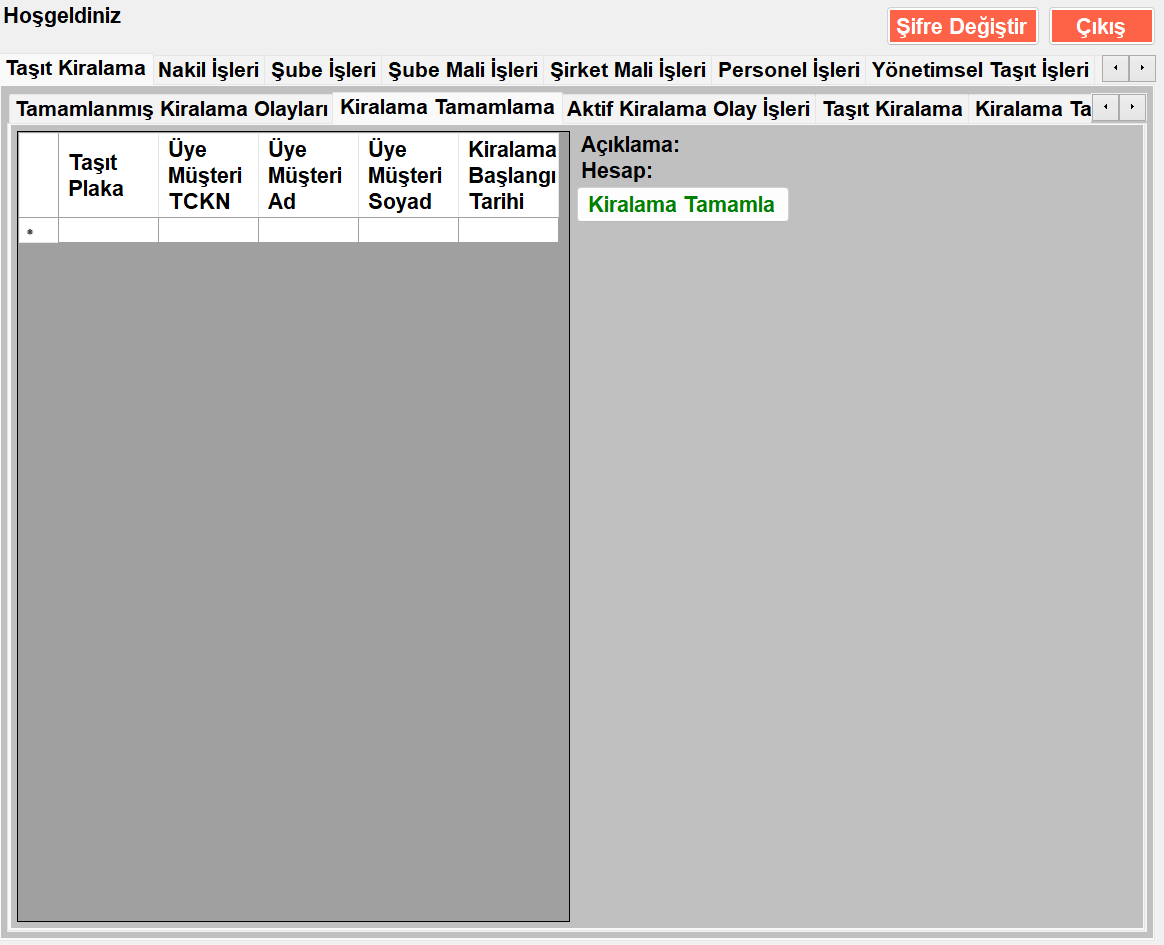 Hoşgeldiniz
Şifre Değiştir Çıkış
Taşıt Kiralama Nakil İşleri Şube İşleri Şube Mali İşleri Şirket Mali İşleri Personel İşleri Yönetimsel Taşıt İşleri
Tamamlanmış Kiralama Olayları Kiralama Tamamlama Aktif Kiralama Olay İşleri Taşıt Kiralama Kiralama Ta
Taşıt
Plaka
Üye
Müşteri
TCKN
Üye
Müşteri
Ad
Üye
Müşteri
Soyad
Kiralama
Başlangı
Tarihi
*
Açıklama:
Hesap:
Kiralama Tamamla